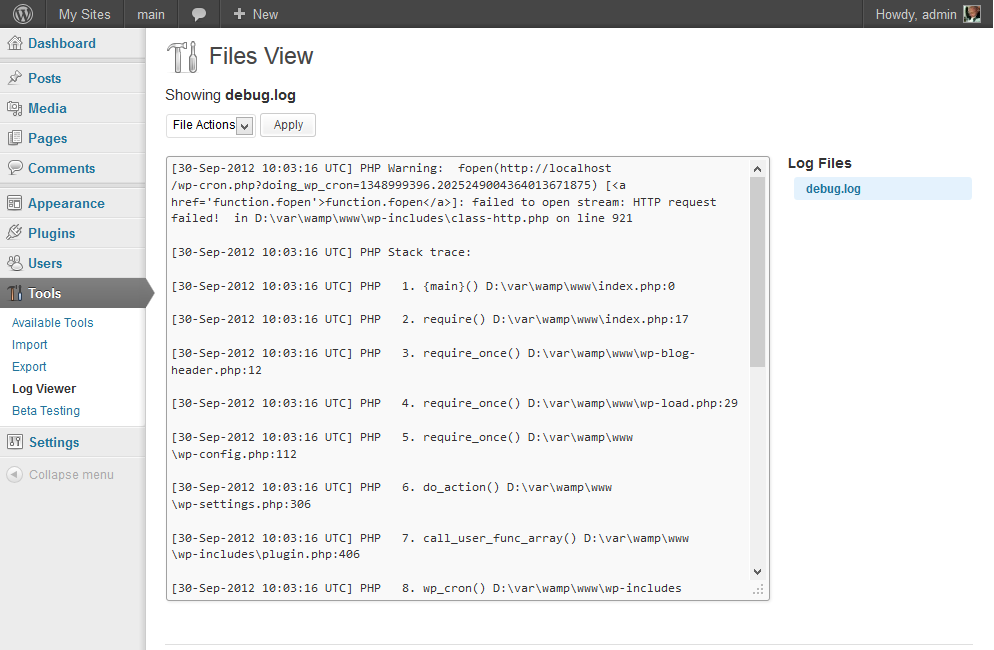 My Sites main New Howdy, admin
Dashboard
Posts
Media
Pages
Comments
Appearance
Plugins
Users
Tools
Available Tools
Import
Export
Log Viewer
Beta Testing
Settings
Collapse menu
Files View
Showing debug.log
File Actions Apply
[30-Sep-2012 10:03:16 UTC] PHP Warning:  fopen(http://localhost
/wp-cron.php?doing_wp_cron=1348999396.2025249004364013671875) [<a
href='function.fopen'>function.fopen</a>]: failed to open stream: HTTP request
failed!  in D:\var\wamp\www\wp-includes\class-http.php on line 921
[30-Sep-2012 10:03:16 UTC] PHP Stack trace:
[30-Sep-2012 10:03:16 UTC] PHP   1. {main}() D:\var\wamp\www\index.php:0
[30-Sep-2012 10:03:16 UTC] PHP   2. require() D:\var\wamp\www\index.php:17
[30-Sep-2012 10:03:16 UTC] PHP   3. require_once() D:\var\wamp\www\wp-blog-
header.php:12
[30-Sep-2012 10:03:16 UTC] PHP   4. require_once() D:\var\wamp\www\wp-load.php:29
[30-Sep-2012 10:03:16 UTC] PHP   5. require_once() D:\var\wamp\www
\wp-config.php:112
[30-Sep-2012 10:03:16 UTC] PHP   6. do_action() D:\var\wamp\www
\wp-settings.php:306
[30-Sep-2012 10:03:16 UTC] PHP   7. call_user_func_array() D:\var\wamp\www
\wp-includes\plugin.php:406
[30-Sep-2012 10:03:16 UTC] PHP   8. wp_cron() D:\var\wamp\www\wp-includes
Log Files
debug.log